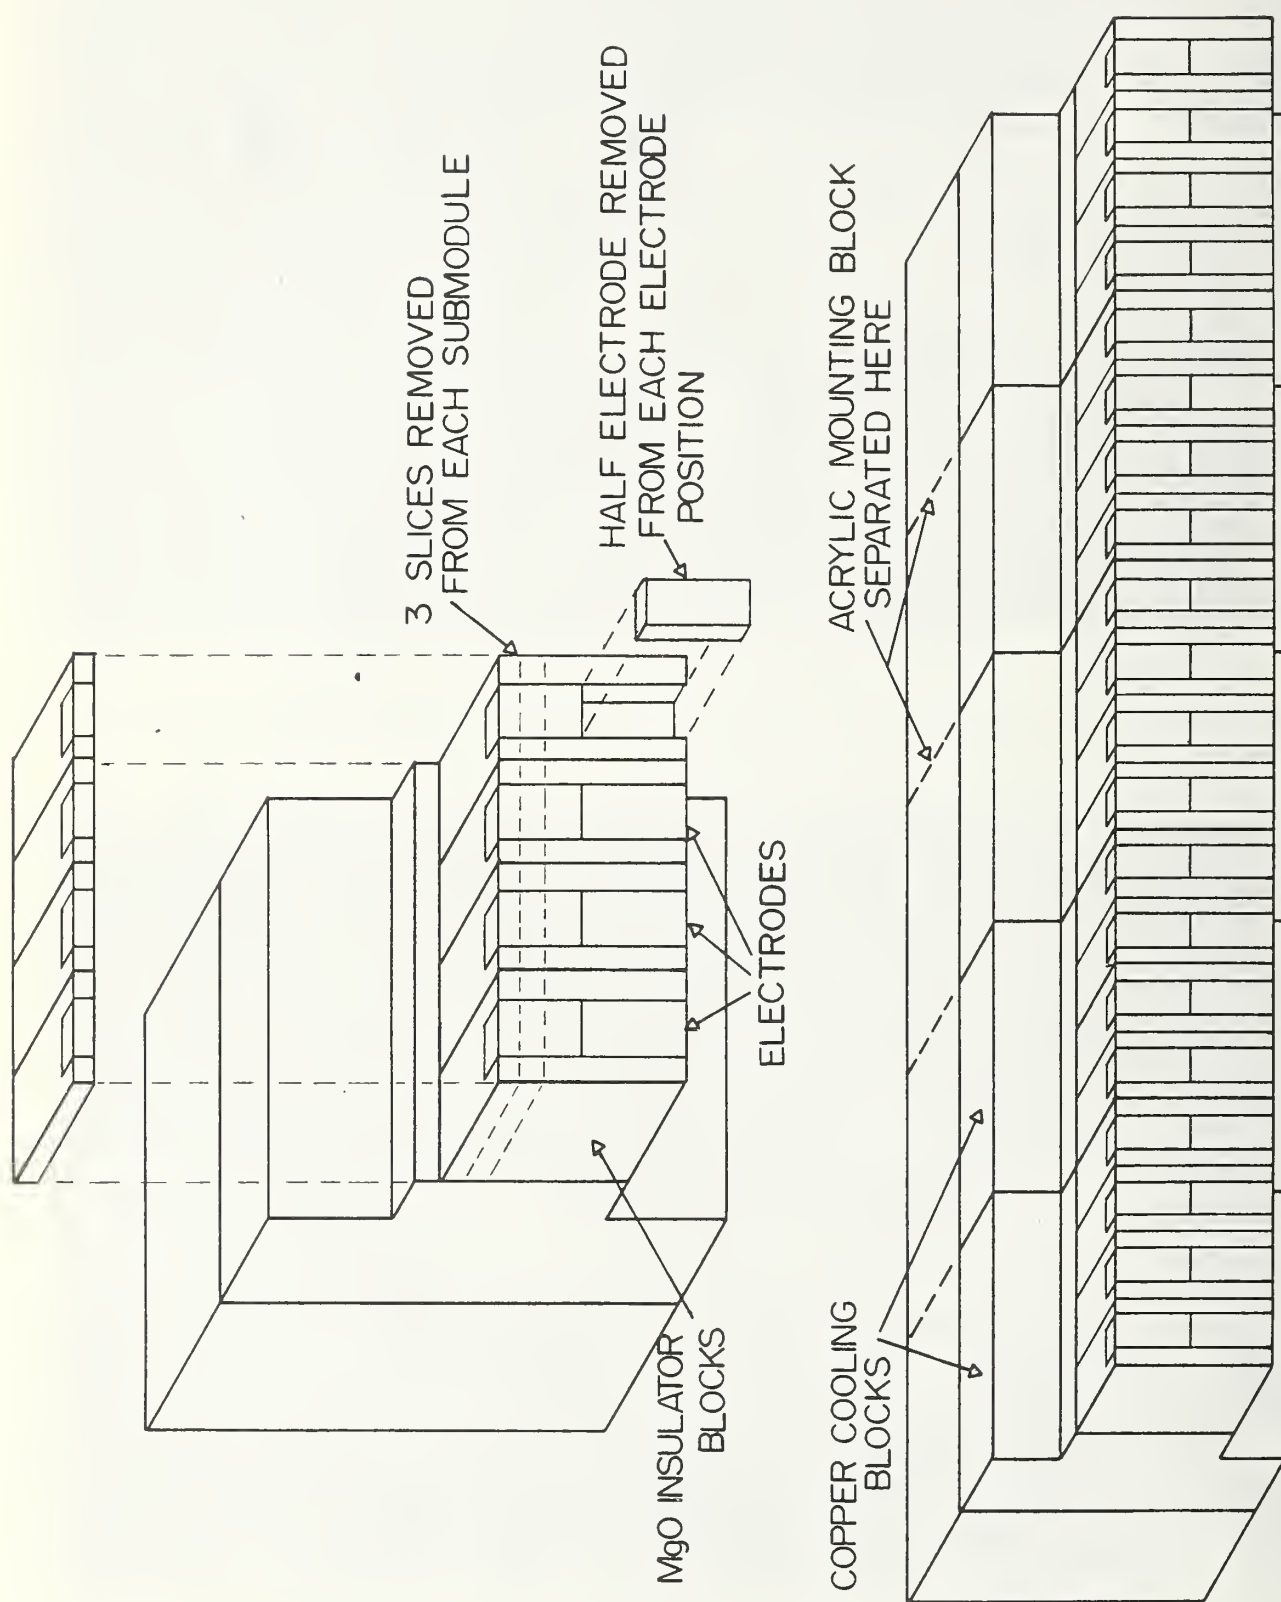 3 SLICES REMOVED
FROM EACH SUBMODULE
HALF ELECTRODE REMOVED
FROM EACH ELECTRODE
POSITION
ELECTRODES
MgO INSULATOR
BLOCKS
ACRYLIC MOUNTING BLOCK
SEPARATED HERE
COPPER COOLING
BLOCKS